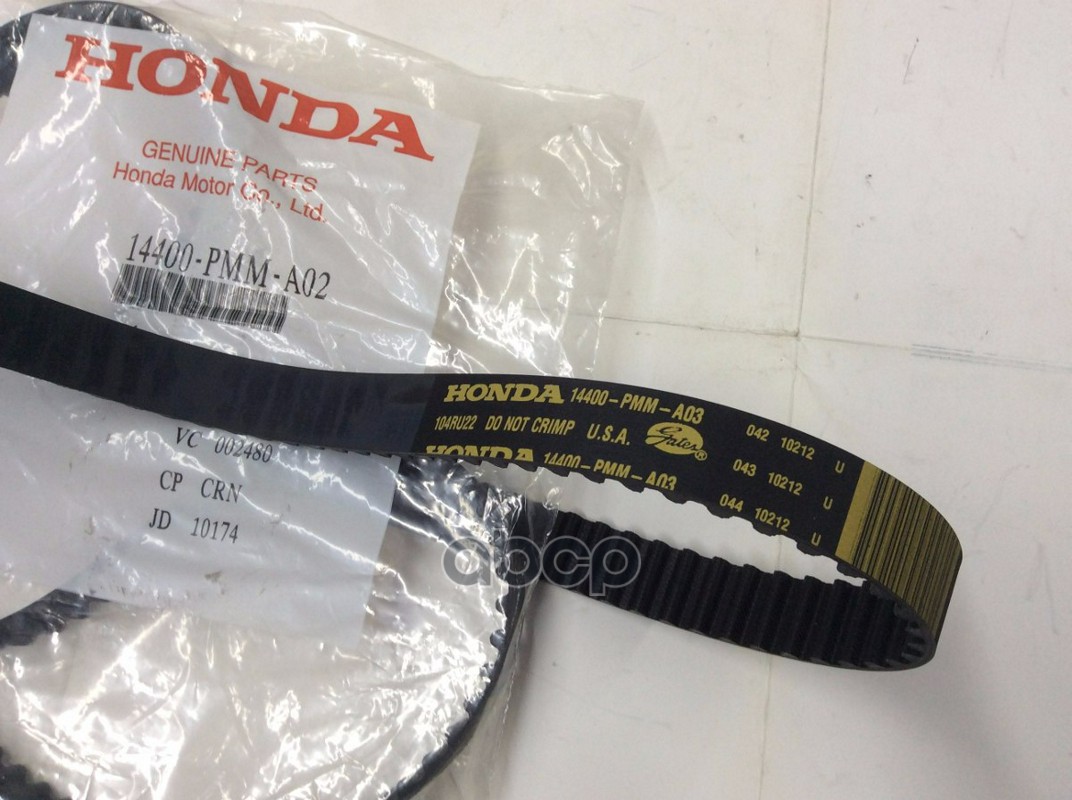 HONDA
GENUINE PARTS
Honda Motor Co., Ltd.
14400-PMM-A02
VC 002480
CP CRN
JD 10174
HONDA 14400-PMM-A03
104RU22 DO NOT CRIMP U.S.A. Gates®
HONDA 14400-PMM-A03
042 10212 U
043 10212 U
044 10212 U
abcp